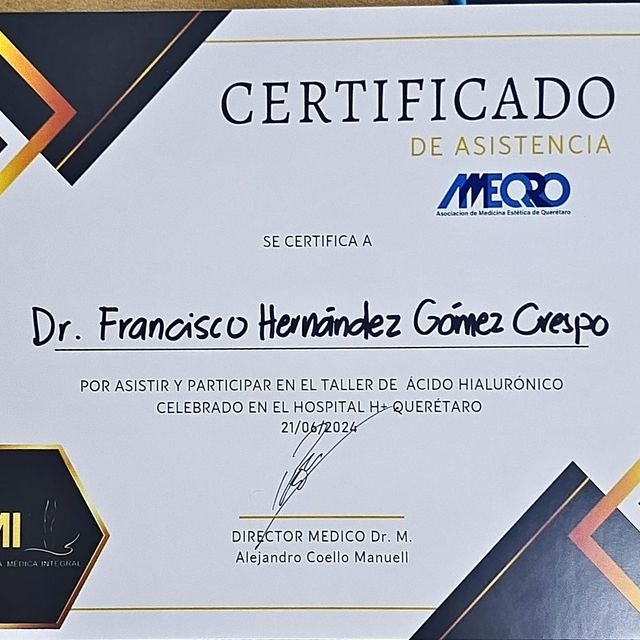 CERTIFICADO
DE ASISTENCIA
AMEQRO
Asociacion de Medicina Estética de Querétaro
SE CERTIFICA A
Dr. Francisco Hernández Gómez Crespo
POR ASISTIR Y PARTICIPAR EN EL TALLER DE ÁCIDO HIALURÓNICO
CELEBRADO EN EL HOSPITAL H+ QUERÉTARO
21/06/2024
DIRECTOR MEDICO Dr. M.
Alejandro Coello Manuell
MI
A MEDICA INTEGRAL